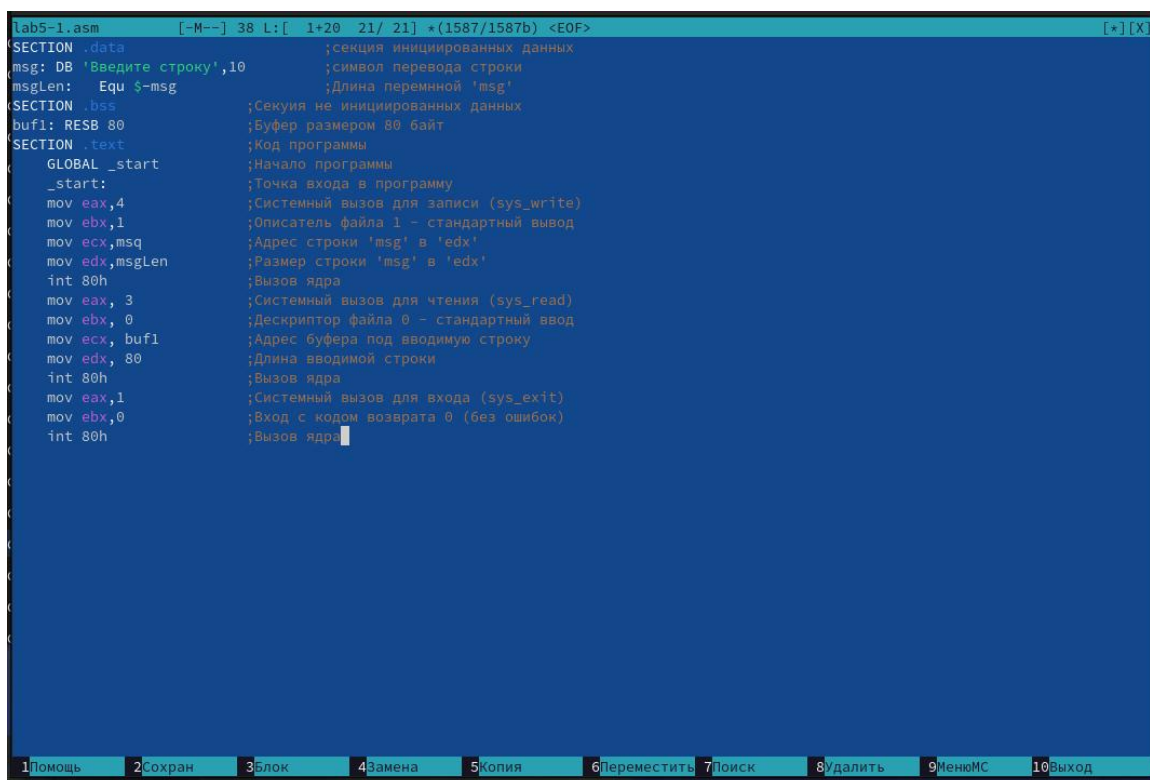 lab5-1.asm [-M--] 38 L:[ 1+20 21/ 21] *(1587/1587b) <EOF> [*][X]
SECTION .data ;секция инициированных данных
msg: DB 'Введите строку',10 ;символ перевода строки
msgLen: Equ $-msg ;Длина перемнной 'msg'
SECTION .bss ;Секуия не инициированных данных
buf1: RESB 80 ;Буфер размером 80 байт
SECTION .text ;Код программы
GLOBAL _start ;Начало программы
_start: ;Точка входа в программу
mov eax,4 ;Системный вызов для записи (sys_write)
mov ebx,1 ;Описатель файла 1 - стандартный вывод
mov ecx,msq ;Адрес строки 'msg' в 'edx'
mov edx,msgLen ;Размер строки 'msg' в 'edx'
int 80h ;Вызов ядра
mov eax, 3 ;Системный вызов для чтения (sys_read)
mov ebx, 0 ;Дескриптор файла 0 - стандартный ввод
mov ecx, buf1 ;Адрес буфера под вводимую строку
mov edx, 80 ;Длина вводимой строки
int 80h ;Вызов ядра
mov eax,1 ;Системный вызов для входа (sys_exit)
mov ebx,0 ;Вход с кодом возврата 0 (без ошибок)
int 80h ;Вызов ядра
1Помощь 2Сохран 3Блок 4Замена 5Копия 6Переместить 7Поиск 8Удалить 9МенюМС 10Выход